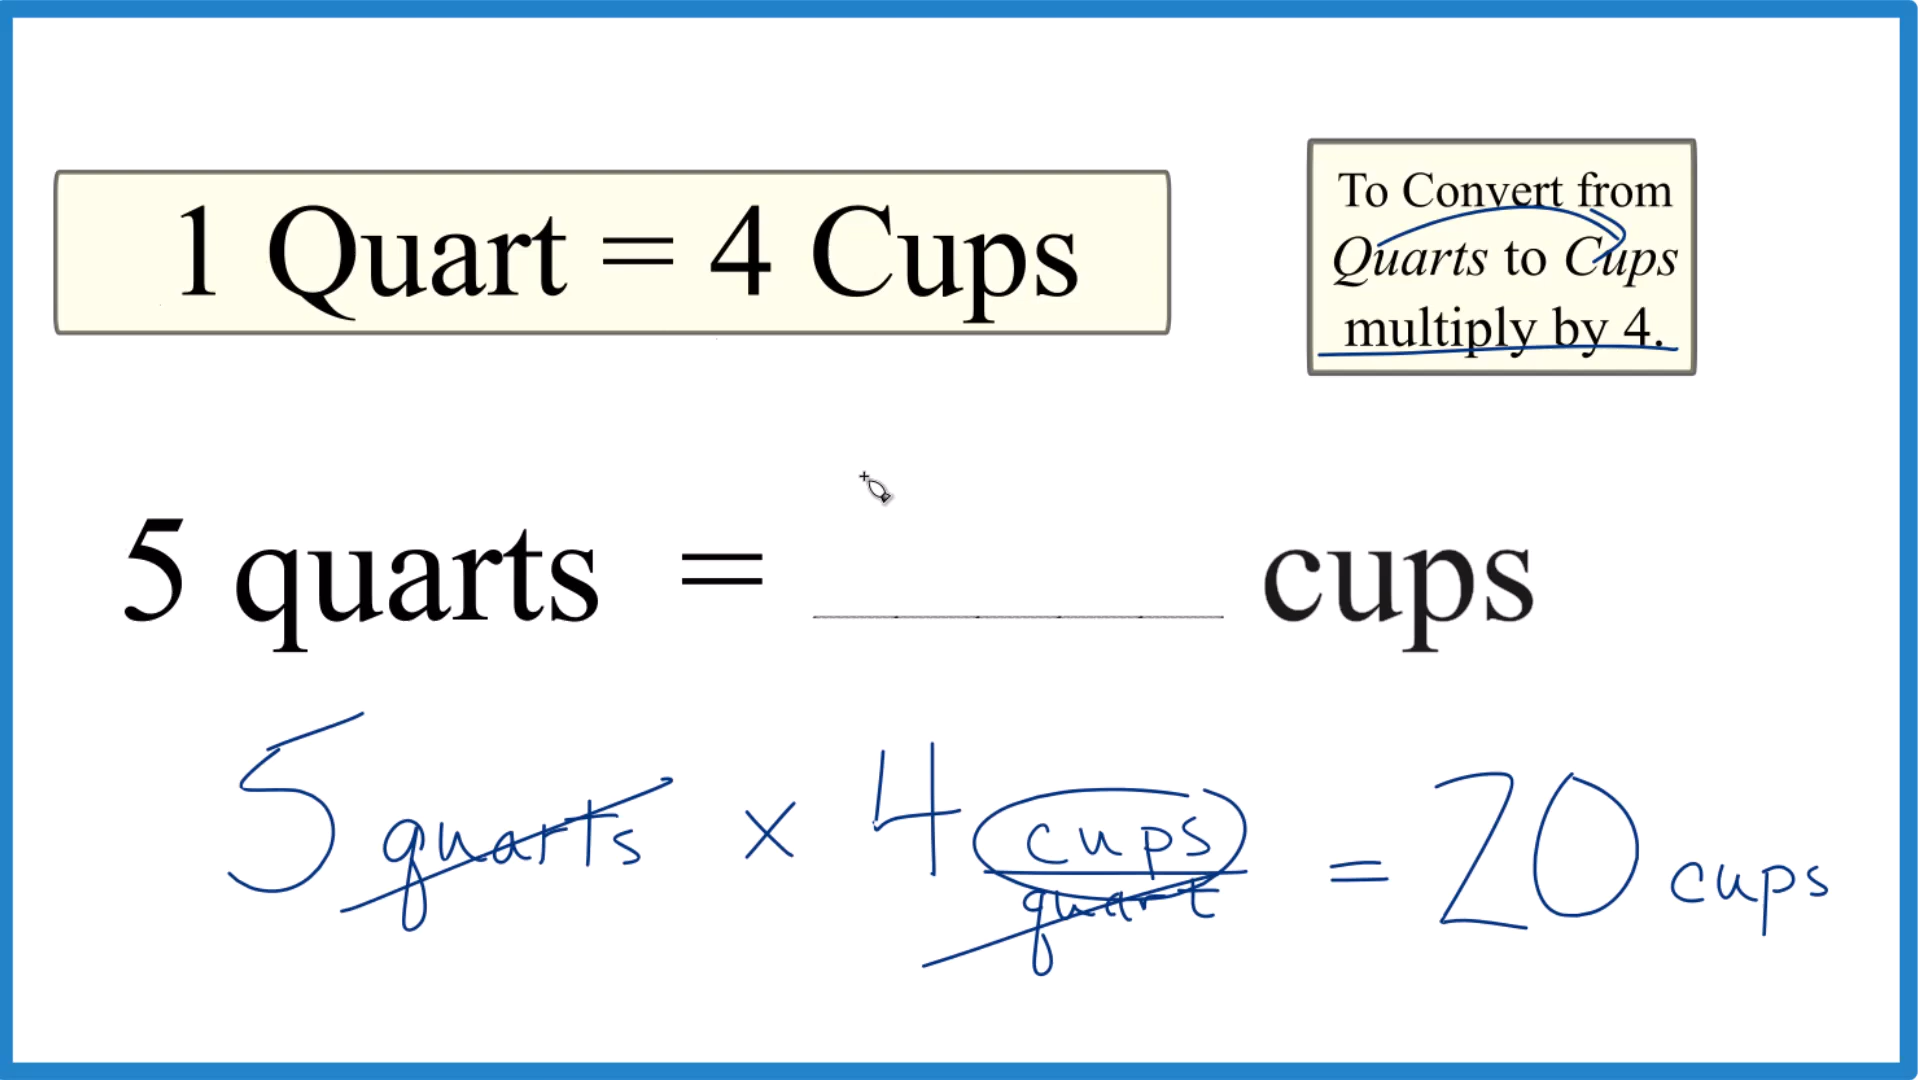 1 Quart = 4 Cups
To Convert from
Quarts to Cups
multiply by 4.
5 quarts = ________ cups
5 quarts x 4 cups/quart = 20 cups